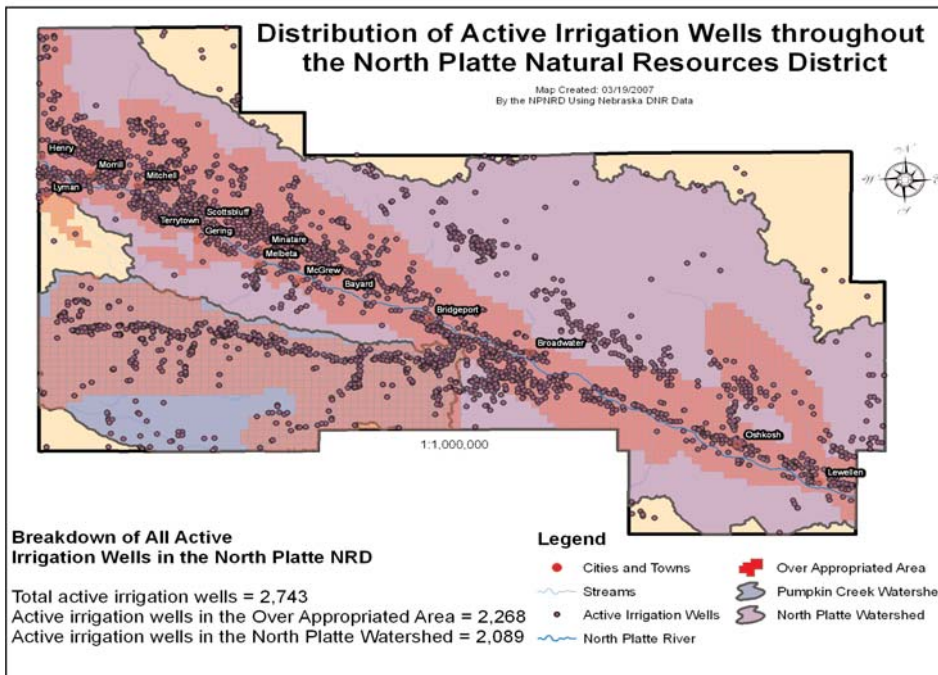 Distribution of Active Irrigation Wells throughout
the North Platte Natural Resources District
Map Created: 03/19/2007
By the NPNRD Using Nebraska DNR Data
N
W
E
S
Henry
Morrill
Lyman
Mitchell
Scottsbluff
Terrytown
Gering
Minatare
Melbeta
McGrew
Bayard
Bridgeport
Broadwater
Oshkosh
Lewellen
1:1,000,000
Breakdown of All Active
Irrigation Wells in the North Platte NRD
Total active irrigation wells = 2,743
Active irrigation wells in the Over Appropriated Area = 2,268
Active irrigation wells in the North Platte Watershed = 2,089
Legend
Cities and Towns
Streams
Active Irrigation Wells
North Platte River
Over Appropriated Area
Pumpkin Creek Watershe
North Platte Watershed